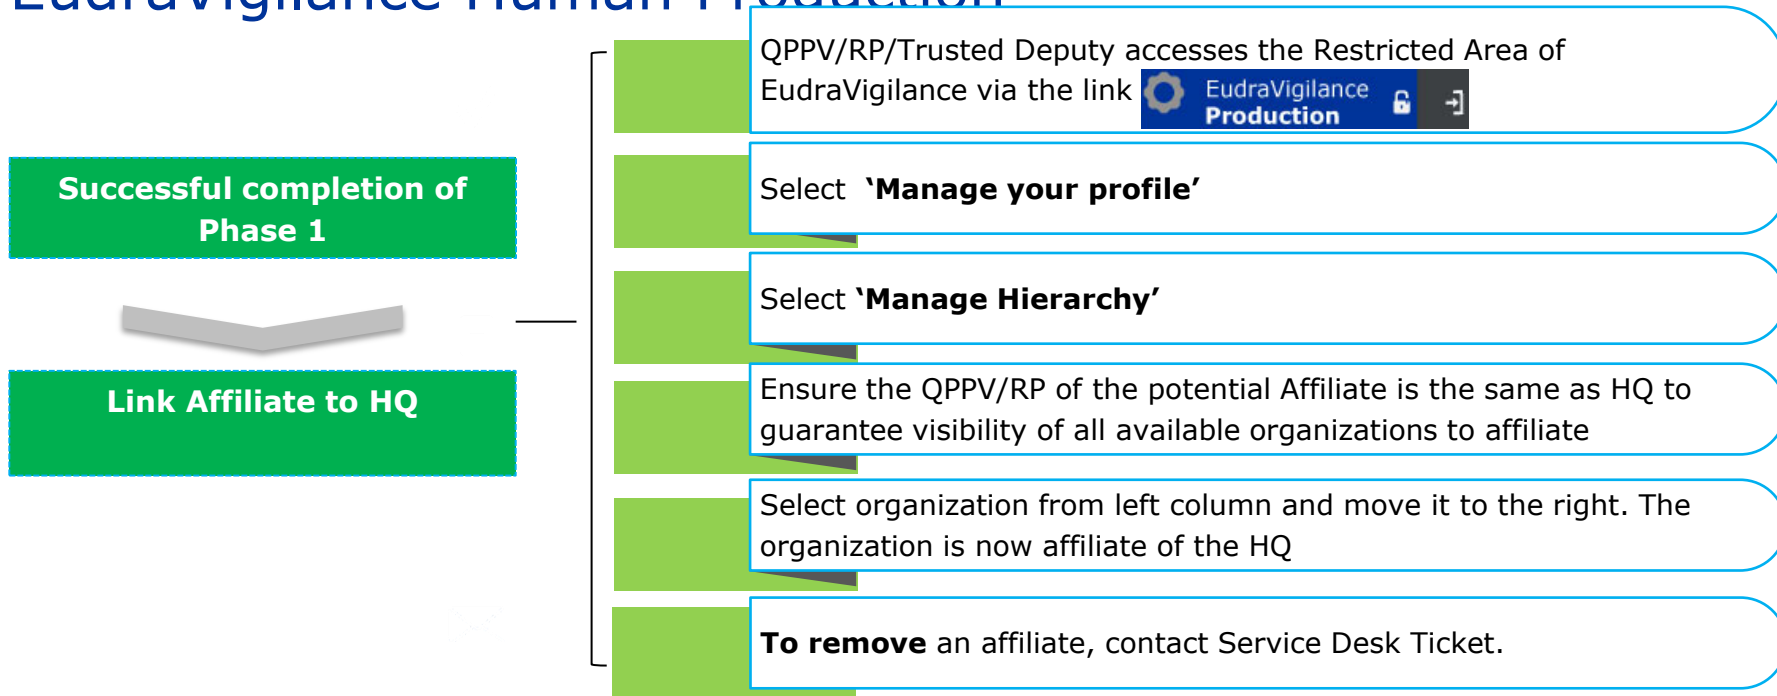 EudraVigilance Human Production
Successful completion of
Phase 1
Link Affiliate to HQ
QPPV/RP/Trusted Deputy accesses the Restricted Area of
EudraVigilance via the link
EudraVigilance
Production
Select ‘Manage your profile’
Select ‘Manage Hierarchy’
Ensure the QPPV/RP of the potential Affiliate is the same as HQ to
guarantee visibility of all available organizations to affiliate
Select organization from left column and move it to the right. The
organization is now affiliate of the HQ
To remove an affiliate, contact Service Desk Ticket.